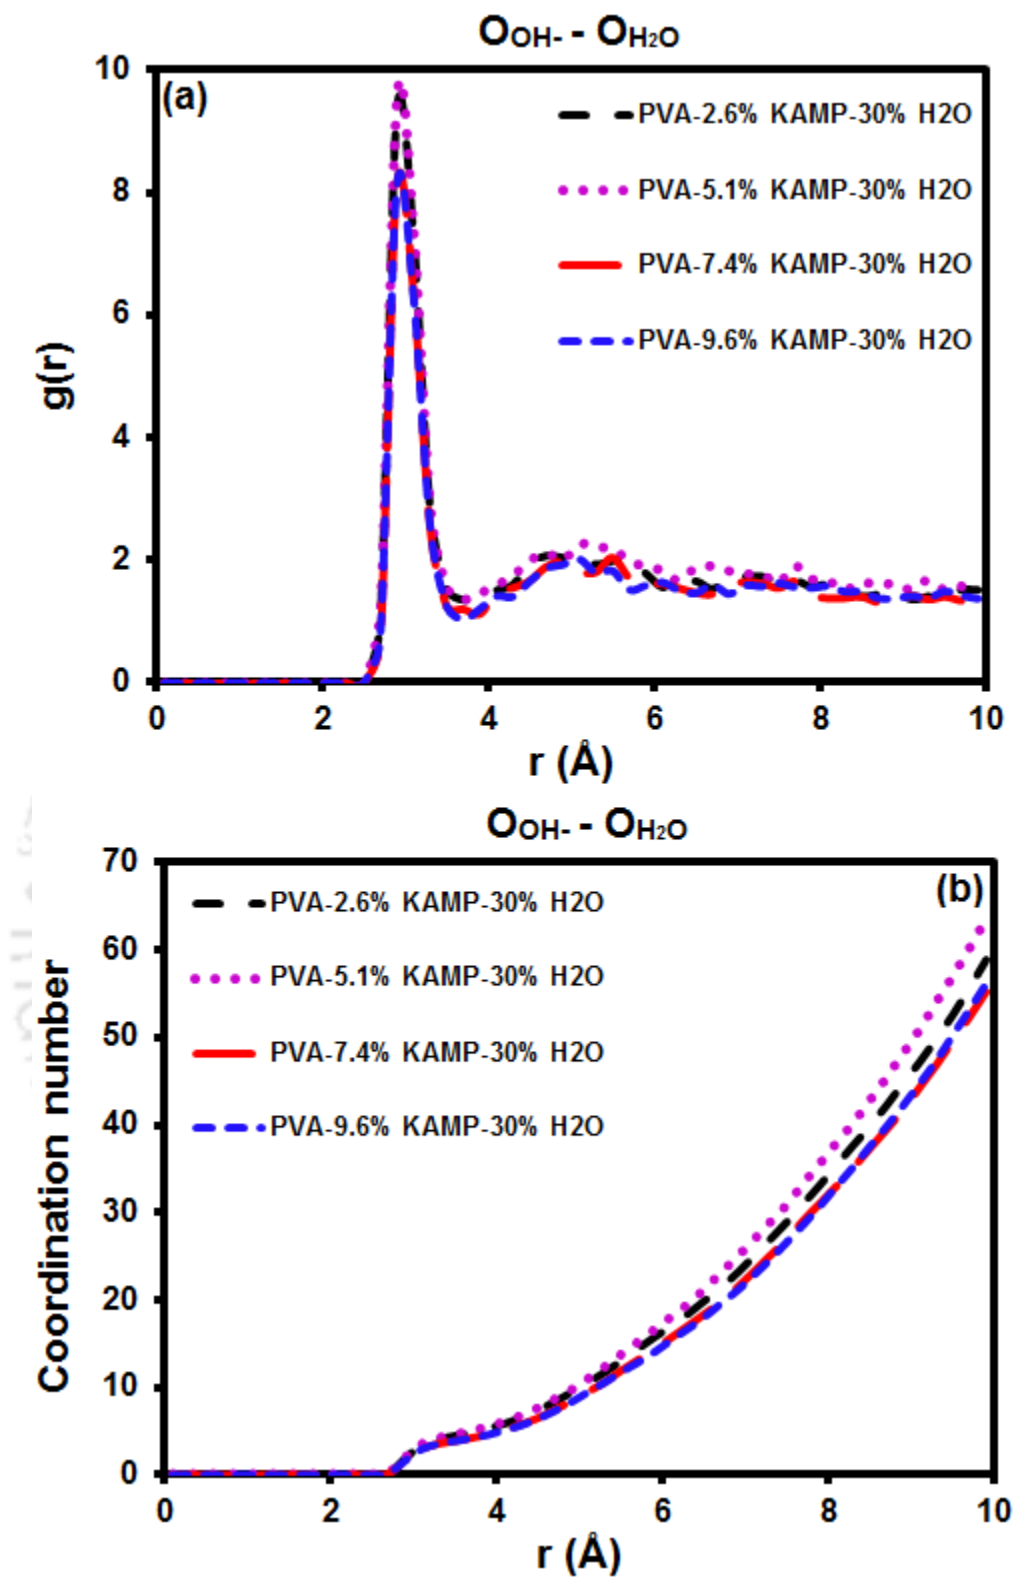 OOH- - OH2O
(a)
10
8
6
4
2
0
g(r)
PVA-2.6% KAMP-30% H2O
PVA-5.1% KAMP-30% H2O
PVA-7.4% KAMP-30% H2O
PVA-9.6% KAMP-30% H2O
0 2 4 6 8 10
r (Å)
OOH- - OH2O
(b)
70
60
50
40
30
20
10
0
Coordination number
PVA-2.6% KAMP-30% H2O
PVA-5.1% KAMP-30% H2O
PVA-7.4% KAMP-30% H2O
PVA-9.6% KAMP-30% H2O
0 2 4 6 8 10
r (Å)